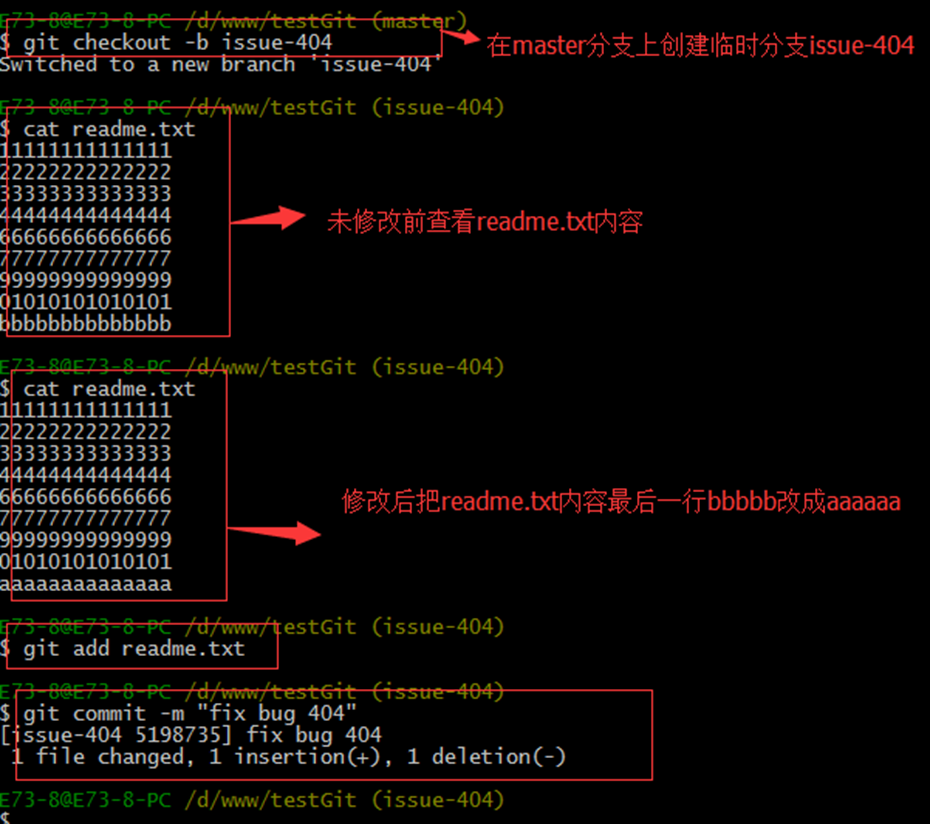 E73-8@E73-8-PC /d/www/testGit (master)
$ git checkout -b issue-404
在master分支上创建临时分支issue-404
Switched to a new branch 'issue-404'
E73-8@E73-8-PC /d/www/testGit (issue-404)
$ cat readme.txt
11111111111111
22222222222222
33333333333333
44444444444444
未修改前查看readme.txt内容
66666666666666
77777777777777
99999999999999
01010101010101
bbbbbbbbbbbbbb
E73-8@E73-8-PC /d/www/testGit (issue-404)
$ cat readme.txt
11111111111111
22222222222222
33333333333333
44444444444444
66666666666666
修改后把readme.txt内容最后一行bbbbb改成aaaaaa
77777777777777
99999999999999
01010101010101
aaaaaaaaaaaaaa
E73-8@E73-8-PC /d/www/testGit (issue-404)
$ git add readme.txt
E73-8@E73-8-PC /d/www/testGit (issue-404)
$ git commit -m "fix bug 404"
[issue-404 5198735] fix bug 404
 1 file changed, 1 insertion(+), 1 deletion(-)
E73-8@E73-8-PC /d/www/testGit (issue-404)
$